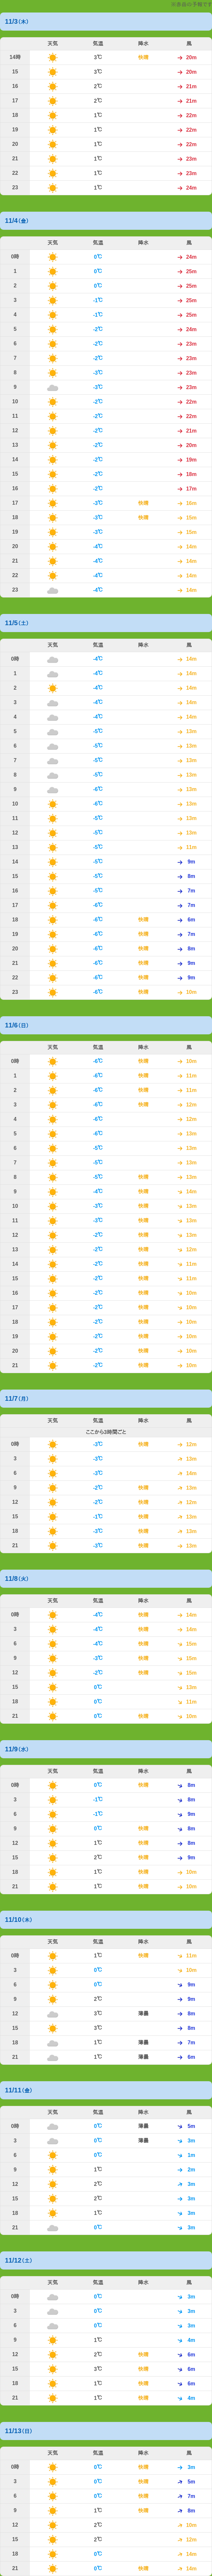 11/3(木)
天気 気温 降水 風
14時 3℃ 快晴 → 20m
15 3℃ → 20m
16 2℃ → 21m
17 2℃ → 21m
18 1℃ → 22m
19 1℃ → 22m
20 1℃ → 22m
21 1℃ → 23m
22 1℃ → 23m
23 1℃ → 24m
11/4(金)
天気 気温 降水 風
0時 0℃ → 24m
1 0℃ → 25m
2 0℃ → 25m
3 -1℃ → 25m
4 -1℃ → 25m
5 -2℃ → 24m
6 -2℃ → 23m
7 -2℃ → 23m
8 -3℃ → 23m
9 -3℃ → 23m
10 -2℃ → 22m
11 -2℃ → 22m
12 -2℃ → 21m
13 -2℃ → 20m
14 -2℃ → 19m
15 -2℃ → 18m
16 -2℃ → 17m
17 -3℃ 快晴 → 16m
18 -3℃ 快晴 → 15m
19 -3℃ → 15m
20 -4℃ → 14m
21 -4℃ → 14m
22 -4℃ → 14m
23 -4℃ → 14m
11/5(土)
天気 気温 降水 風
0時 -4℃ → 14m
1 -4℃ → 14m
2 -4℃ → 14m
3 -4℃ → 14m
4 -4℃ → 14m
5 -5℃ → 13m
6 -5℃ → 13m
7 -5℃ → 13m
8 -5℃ → 13m
9 -6℃ → 13m
10 -6℃ → 13m
11 -5℃ → 13m
12 -5℃ → 13m
13 -5℃ → 11m
14 -5℃ → 9m
15 -5℃ → 8m
16 -5℃ → 7m
17 -6℃ → 7m
18 -6℃ 快晴 → 6m
19 -6℃ 快晴 → 7m
20 -6℃ 快晴 → 8m
21 -6℃ 快晴 → 9m
22 -6℃ 快晴 → 9m
23 -6℃ 快晴 → 10m
11/6(日)
天気 気温 降水 風
0時 -6℃ 快晴 → 10m
1 -6℃ 快晴 → 11m
2 -6℃ 快晴 → 11m
3 -6℃ 快晴 → 12m
4 -6℃ → 12m
5 -6℃ → 13m
6 -5℃ → 13m
7 -5℃ → 13m
8 -5℃ 快晴 → 13m
9 -4℃ 快晴 14m
10 -3℃ 快晴 13m
11 -3℃ 快晴 13m
12 -2℃ 快晴 13m
13 -2℃ 快晴 12m
14 -2℃ 快晴 11m
15 -2℃ 快晴 11m
16 -2℃ 快晴 10m
17 -2℃ 快晴 → 10m
18 -2℃ 快晴 → 10m
19 -2℃ 快晴 → 10m
20 -2℃ 快晴 → 10m
21 -2℃ 快晴 → 10m
11/7(月)
天気 気温 降水 風
ここから3時間ごと
0時 -3℃ 快晴 → 12m
3 -3℃ 13m
6 -3℃ 14m
9 -2℃ 快晴 13m
12 -2℃ 快晴 12m
15 -1℃ 快晴 13m
18 -3℃ 快晴 13m
21 -3℃ 快晴 13m
11/8(火)
天気 気温 降水 風
0時 -4℃ 快晴 → 14m
3 -4℃ 快晴 → 14m
6 -4℃ 快晴 → 15m
9 -3℃ 快晴 → 15m
12 -2℃ 快晴 → 15m
15 0℃ 13m
18 0℃ 11m
21 0℃ 快晴 10m
11/9(水)
天気 気温 降水 風
0時 0℃ 快晴 8m
3 -1℃ 8m
6 -1℃ 9m
9 0℃ 快晴 8m
12 1℃ 快晴 → 8m
15 2℃ 快晴 → 9m
18 1℃ 快晴 → 10m
21 1℃ 快晴 → 10m
11/10(木)
天気 気温 降水 風
0時 1℃ 快晴 11m
3 0℃ 10m
6 0℃ 9m
9 2℃ → 9m
12 3℃ 薄曇 → 8m
15 3℃ → 8m
18 1℃ 薄曇 → 7m
21 1℃ 薄曇 → 6m
11/11(金)
天気 気温 降水 風
0時 0℃ 薄曇 5m
3 0℃ 薄曇 3m
6 0℃ 1m
9 1℃ → 2m
12 2℃ 3m
15 2℃ → 3m
18 1℃ 3m
21 0℃ 3m
11/12(土)
天気 気温 降水 風
0時 0℃ 3m
3 0℃ 3m
6 0℃ 3m
9 1℃ 4m
12 2℃ 快晴 6m
15 3℃ 快晴 6m
18 1℃ 快晴 6m
21 1℃ 快晴 4m
11/13(日)
天気 気温 降水 風
0時 0℃ 快晴 → 3m
3 0℃ 快晴 5m
6 0℃ 快晴 7m
9 1℃ 快晴 8m
12 2℃ 10m
15 2℃ 12m
18 0℃ 14m
21 0℃ 快晴 14m